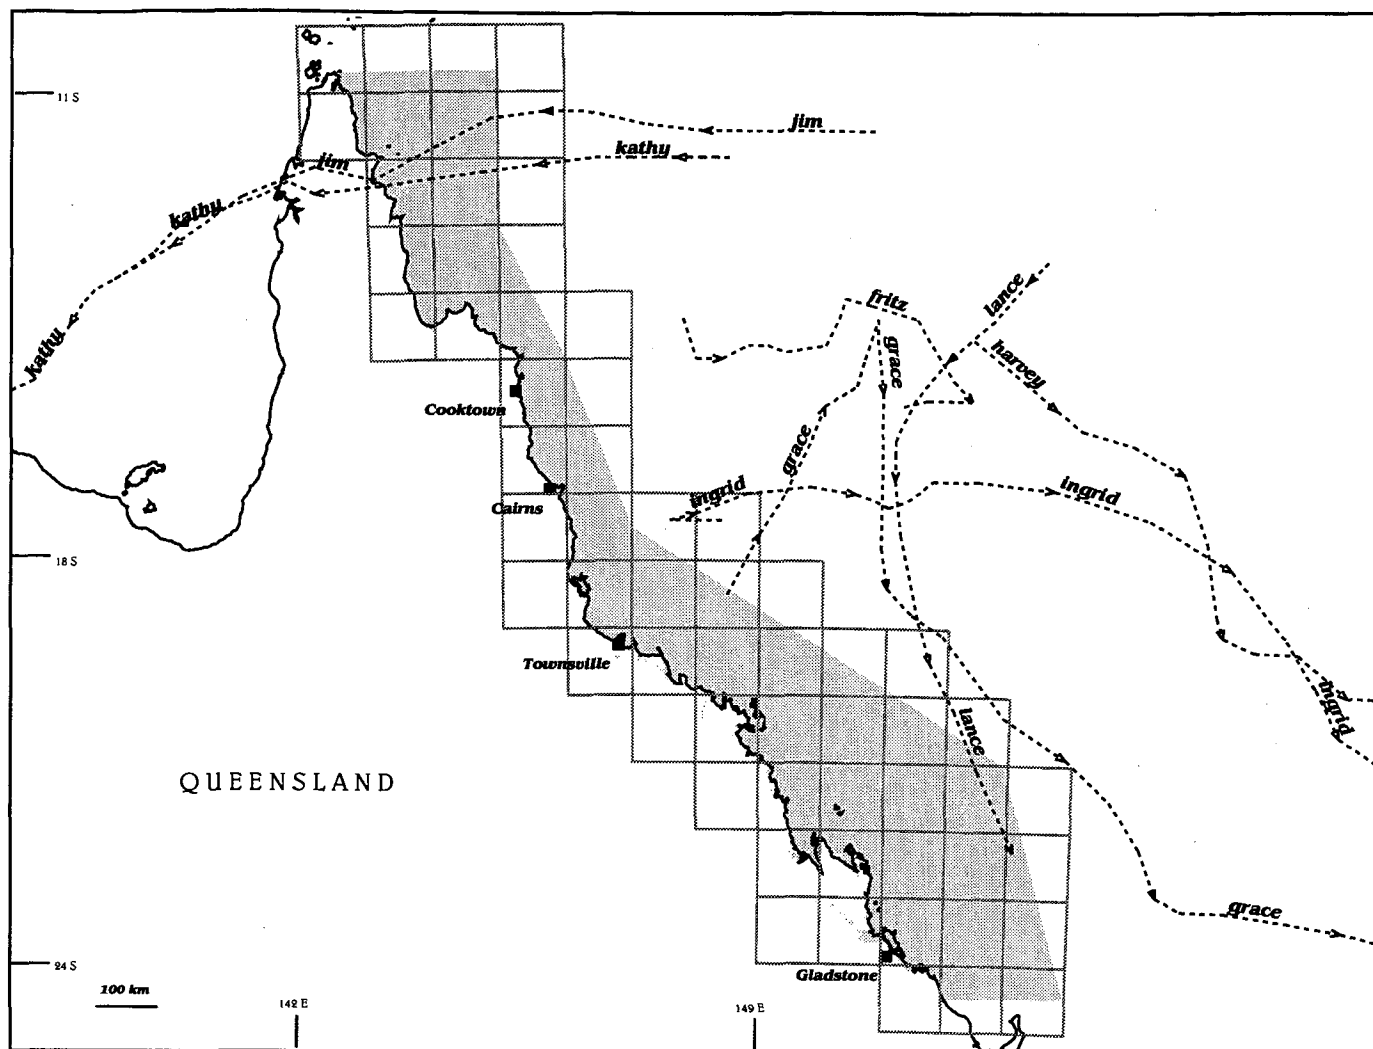 11 S
jim
kathy
jim
kathy
lance
fritz
grace
harvey
kathy
Cooktown
grace
ingrid
ingrid
Cairns
18 S
Townsville
ingrid
lance
QUEENSLAND
grace
24 S
Gladstone
100 km
142 E
149 E